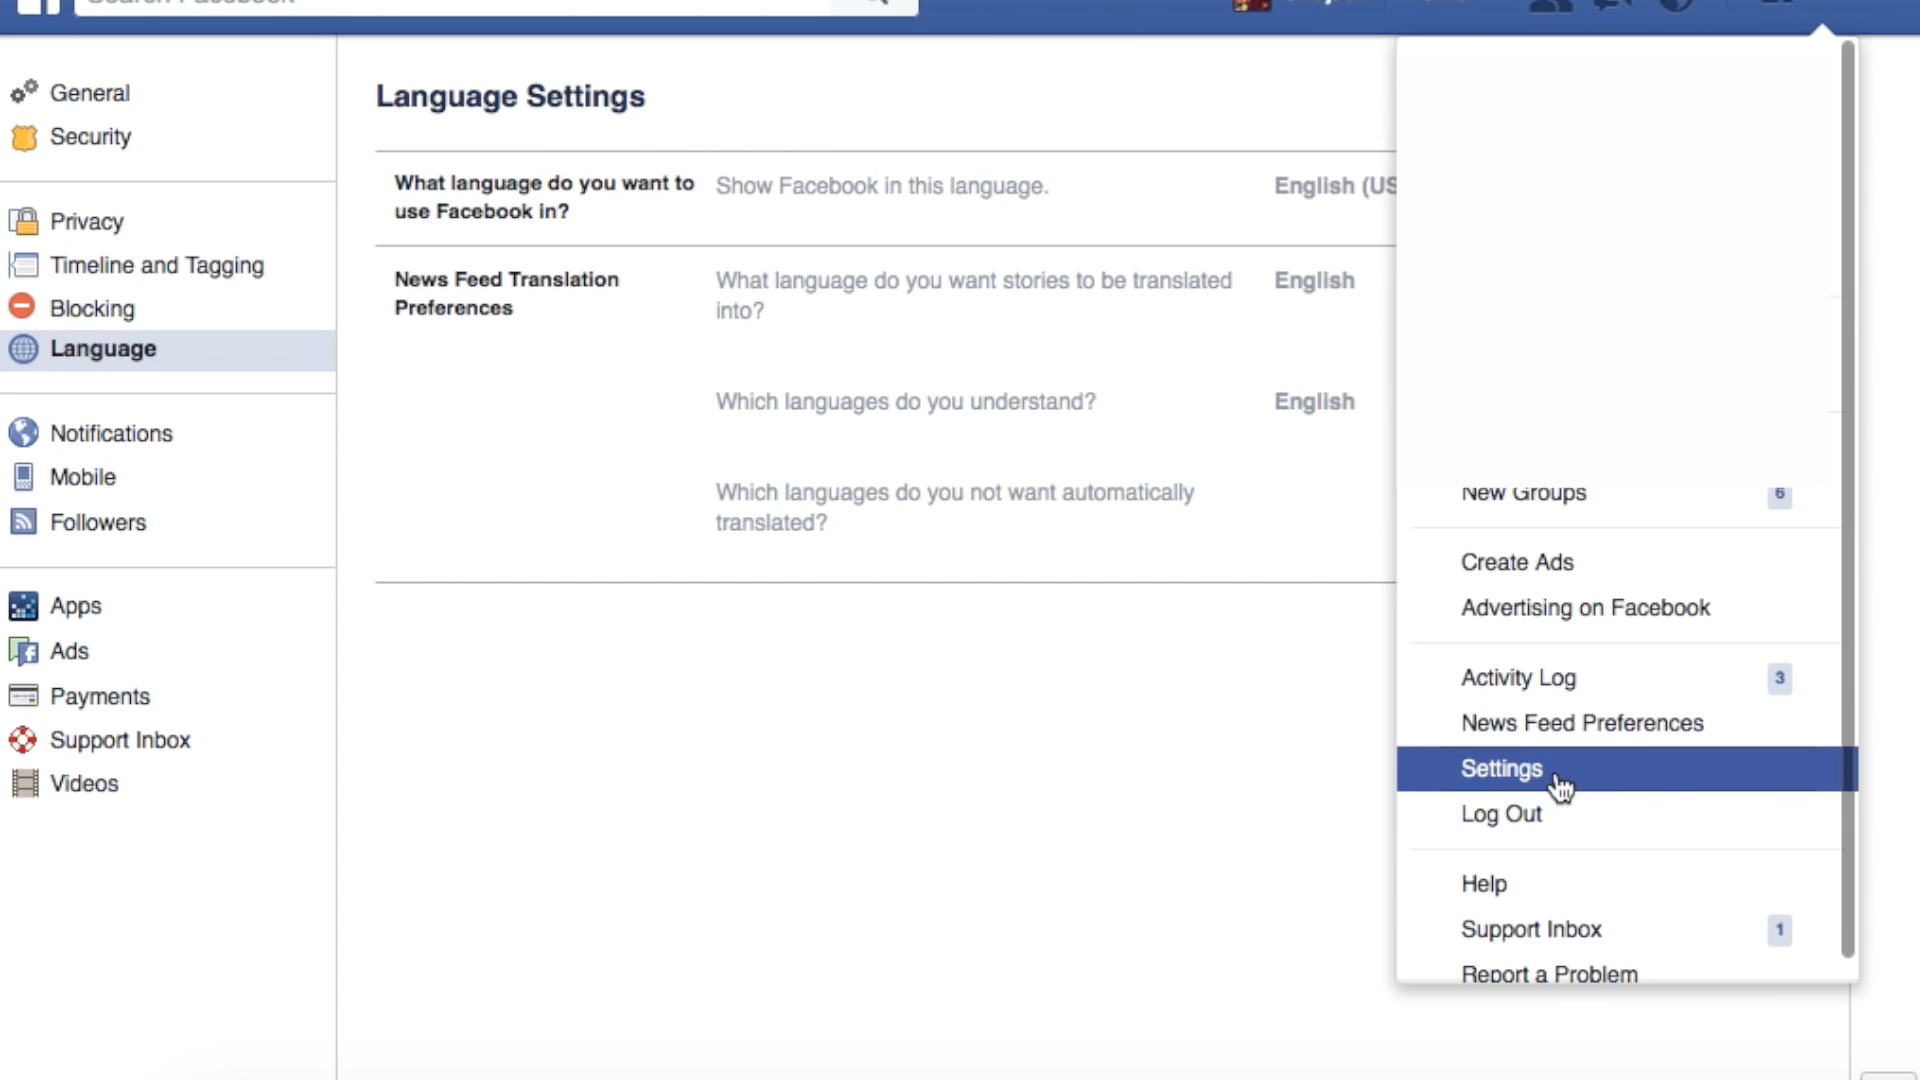 General
Security
Privacy
Timeline and Tagging
Blocking
Language
Notifications
Mobile
Followers
Apps
Ads
Payments
Support Inbox
Videos
Language Settings
What language do you want to
use Facebook in?
Show Facebook in this language.
English (US
News Feed Translation
Preferences
What language do you want stories to be translated
into?
English
Which languages do you understand?
English
Which languages do you not want automatically
translated?
New Groups 6
Create Ads
Advertising on Facebook
Activity Log 3
News Feed Preferences
Settings
Log Out
Help
Support Inbox 1
Report a Problem